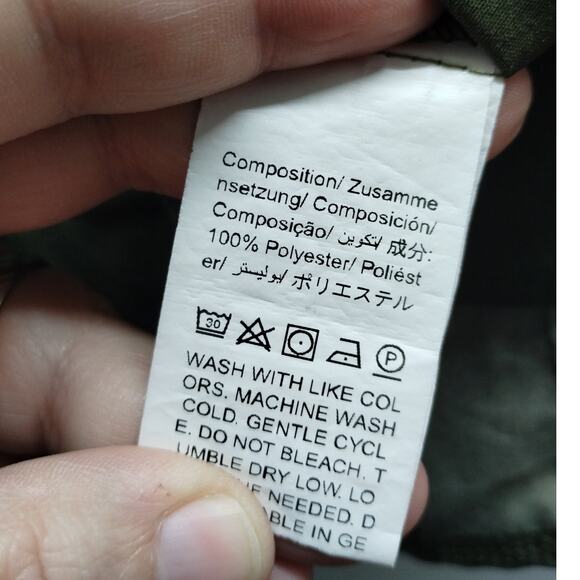 Composition/ Zusamme
nsetzung/ Composición/
Composição/ تكوين/ 成分:
100% Polyester/ Poliést
er/ بوليستر/ ポリエステル
30
P
WASH WITH LIKE COL
ORS. MACHINE WASH
COLD. GENTLE CYCL
E. DO NOT BLEACH. T
UMBLE DRY LOW. LO
NEEDED. D
IN GE